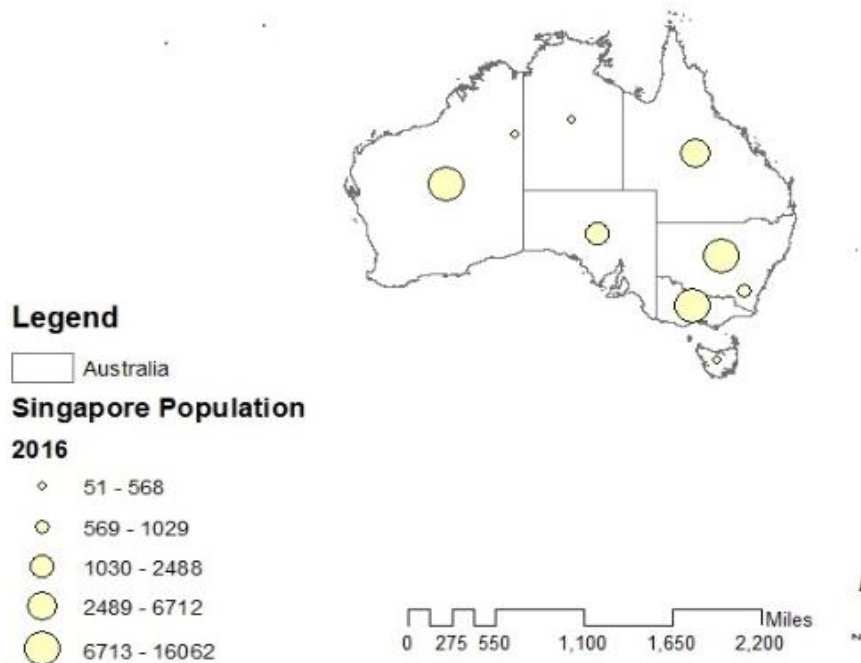 Legend
Australia
Singapore Population
2016
51 - 568
569 - 1029
1030 - 2488
2489 - 6712
6713 - 16062
Miles
0 275 550 1,100 1,650 2,200